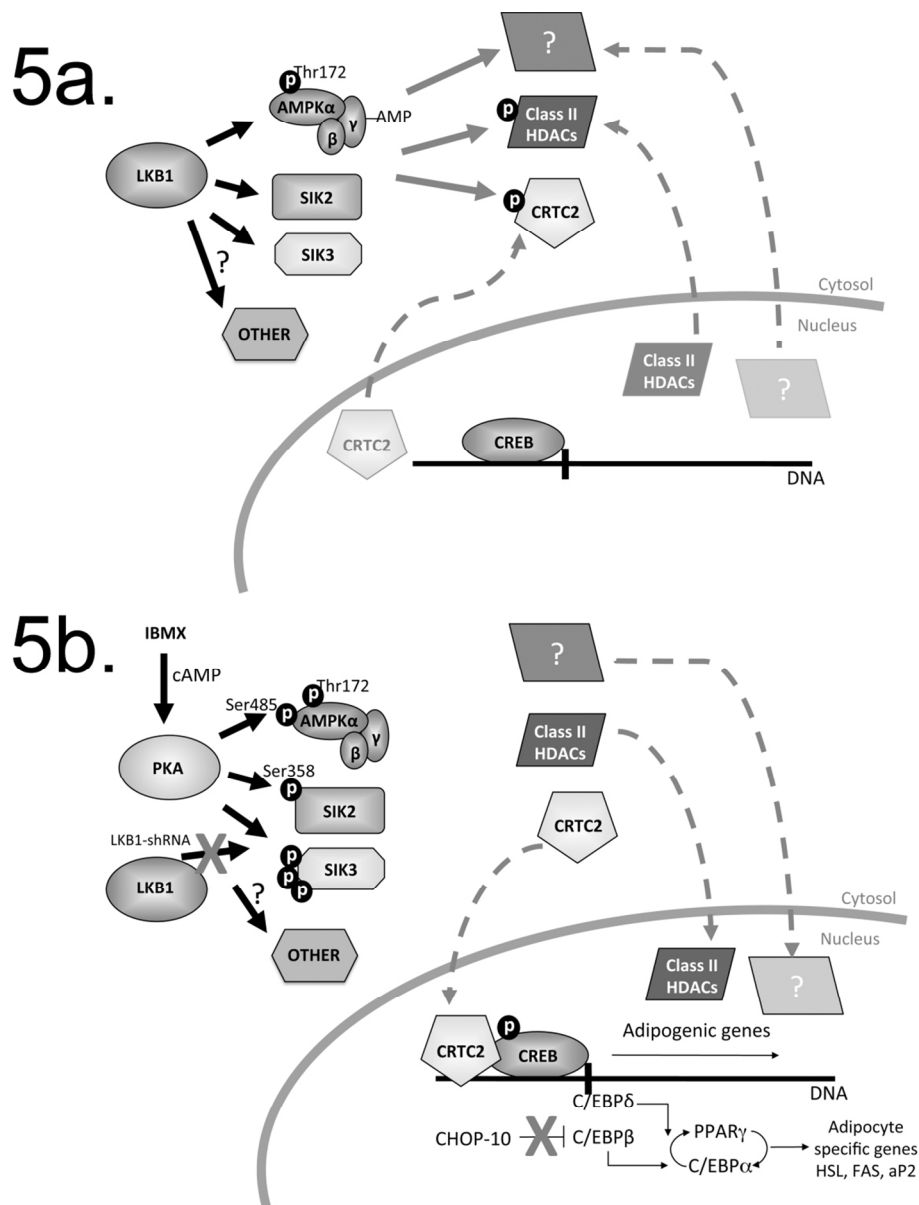 5a.
?
Thr172
p
AMPKα
γ
AMP
β
p
Class II
HDACs
LKB1
SIK2
p
CRTC2
SIK3
?
OTHER
Cytosol
Nucleus
Class II
HDACs
?
CRTC2
CREB
DNA
5b.
IBMX
cAMP
?
Thr172
Ser485
p
p
AMPKα
γ
β
Class II
HDACs
PKA
Ser358
p
SIK2
CRTC2
LKB1-shRNA
p
p
p
SIK3
LKB1
?
OTHER
Cytosol
Nucleus
Class II
HDACs
?
p
CRTC2
CREB
Adipogenic genes
DNA
C/EBPδ
CHOP-10
C/EBPβ
PPARγ
C/EBPα
Adipocyte
specific genes
HSL, FAS, aP2